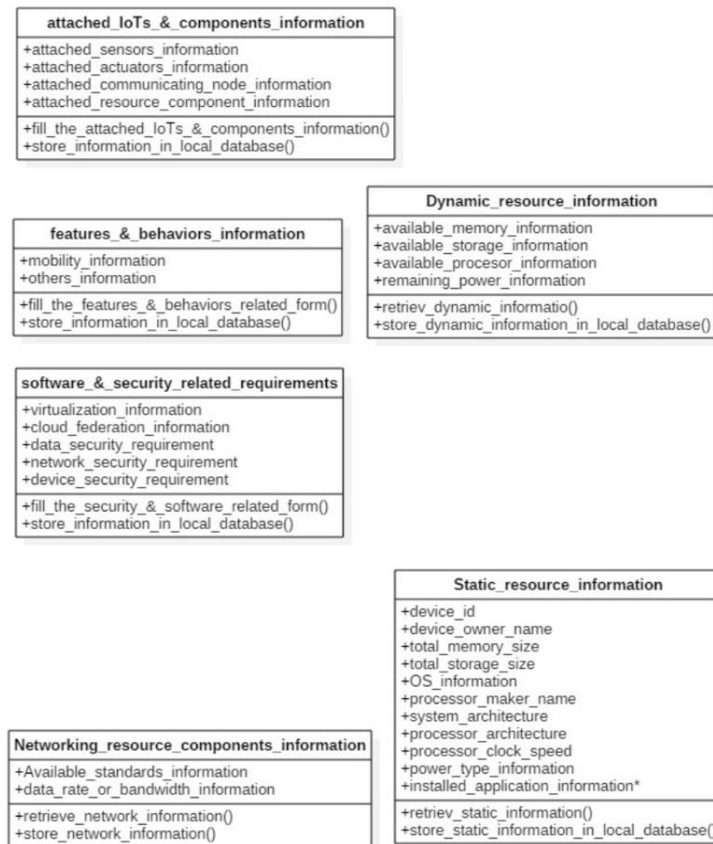 attached_IoTs_&_components_information
+attached_sensors_information
+attached_actuators_information
+attached_communicating_node_information
+attached_resource_component_information
+fill_the_attached_IoTs_&_components_information()
+store_information_in_local_database()
Dynamic_resource_information
+available_memory_information
+available_storage_information
+available_procesor_information
+remaining_power_information
+retriev_dynamic_informatio()
+store_dynamic_information_in_local_database()
features_&_behaviors_information
+mobility_information
+others_information
+fill_the_features_&_behaviors_related_form()
+store_information_in_local_database()
software_&_security_related_requirements
+virtualization_information
+cloud_federation_information
+data_security_requirement
+network_security_requirement
+device_security_requirement
+fill_the_security_&_software_related_form()
+store_information_in_local_database()
Static_resource_information
+device_id
+device_owner_name
+total_memory_size
+total_storage_size
+OS_information
+processor_maker_name
+system_architecture
+processor_architecture
+processor_clock_speed
+power_type_information
+installed_application_information*
+retriev_static_information()
+store_static_information_in_local_database()
Networking_resource_components_information
+Available_standards_information
+data_rate_or_bandwidth_information
+retrieve_network_information()
+store_network_information()